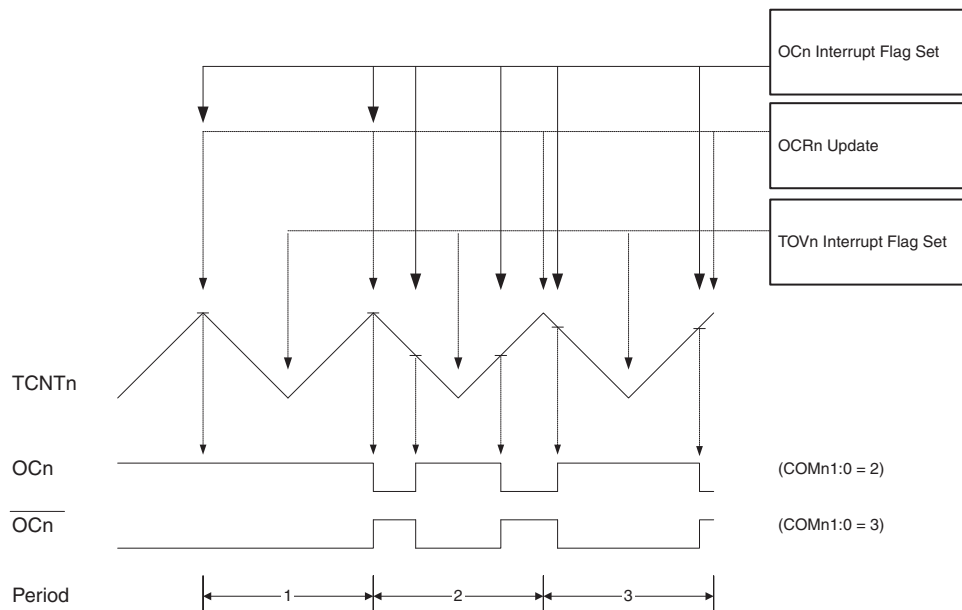 OCn Interrupt Flag Set
OCRn Update
TOVn Interrupt Flag Set
TCNTn
OCn
(COMn1:0 = 2)
OCn
(COMn1:0 = 3)
Period
1
2
3